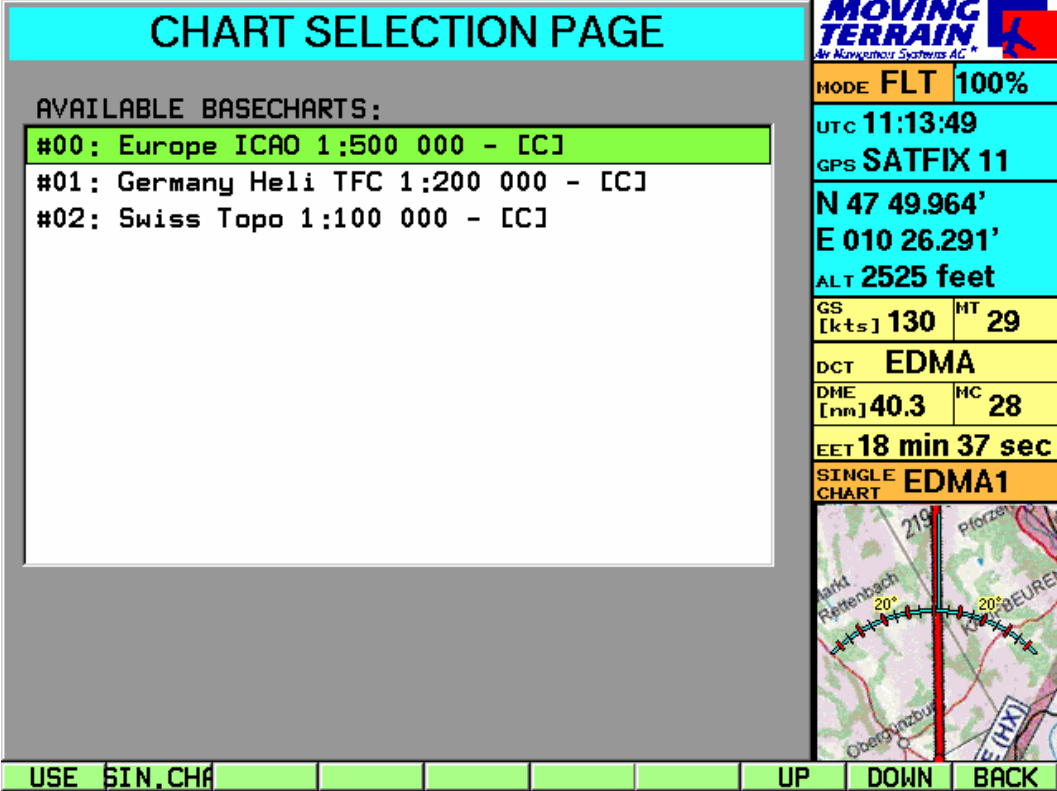 CHART SELECTION PAGE
AVAILABLE BASECHARTS:
#00: Europe ICAO 1:500 000 - [C]
#01: Germany Heli TFC 1:200 000 - [C]
#02: Swiss Topo 1:100 000 - [C]
MOVING
TERRAIN
Air Navigation Systems AG
MODE FLT 100%
UTC 11:13:49
GPS SATFIX 11
N 47 49.964'
E 010 26.291'
ALT 2525 feet
GS [kts] 130 MT 29
DCT EDMA
DME [nm] 40.3 MC 28
EET 18 min 37 sec
SINGLE CHART EDMA1
219
Pforze
Markt
Rettenbach
20° 20°
KAUFBEUREN
Obergünzbu
E (HX)
USE SIN.CHA UP DOWN BACK